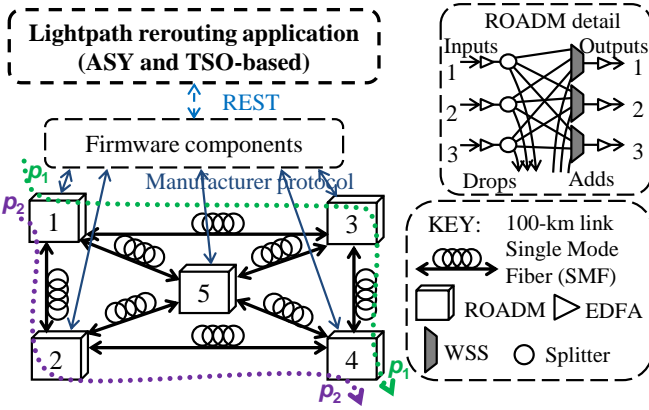 Lightpath rerouting application
(ASY and TSO-based)
REST
Firmware components
Manufacturer protocol
p1
p2
1
3
5
2
4
p2
p1
ROADM detail
Inputs
Outputs
1
1
2
2
3
3
Drops
Adds
KEY:
100-km link
Single Mode
Fiber (SMF)
ROADM
EDFA
WSS
Splitter